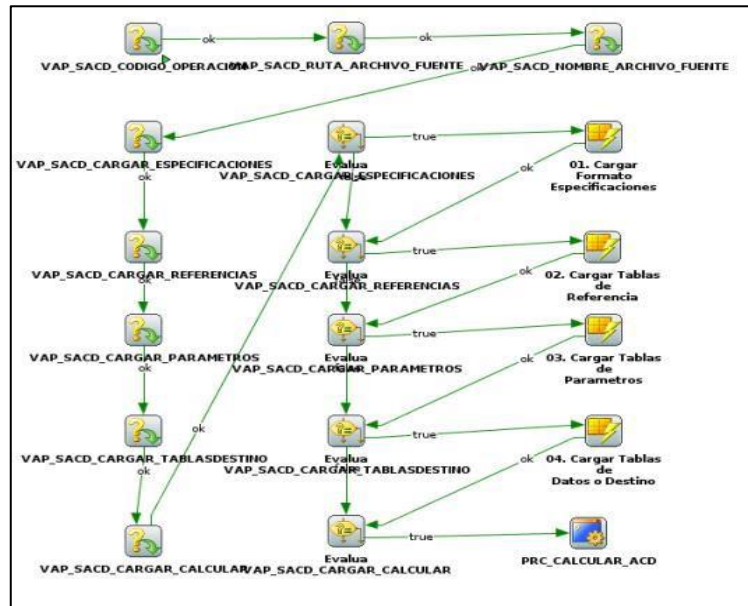 ok
ok
VAP_SACD_CODIGO_OPERACION
VAP_SACD_RUTA_ARCHIVO_FUENTE
VAP_SACD_NOMBRE_ARCHIVO_FUENTE
ok
VAP_SACD_CARGAR_ESPECIFICACIONES
ok
Evalua
VAP_SACD_CARGAR_ESPECIFICACIONES
true
01. Cargar
Formato
Especificaciones
ok
VAP_SACD_CARGAR_REFERENCIAS
ok
Evalua
VAP_SACD_CARGAR_REFERENCIAS
true
02. Cargar Tablas
de
Referencia
ok
VAP_SACD_CARGAR_PARAMETROS
ok
Evalua
VAP_SACD_CARGAR_PARAMETROS
true
03. Cargar Tablas
de
Parametros
ok
ok
VAP_SACD_CARGAR_TABLASDESTINO
ok
Evalua
VAP_SACD_CARGAR_TABLASDESTINO
true
04. Cargar Tablas
de
Datos o Destino
ok
VAP_SACD_CARGAR_CALCULAR
Evalua
VAP_SACD_CARGAR_CALCULAR
true
PRC_CALCULAR_ACD